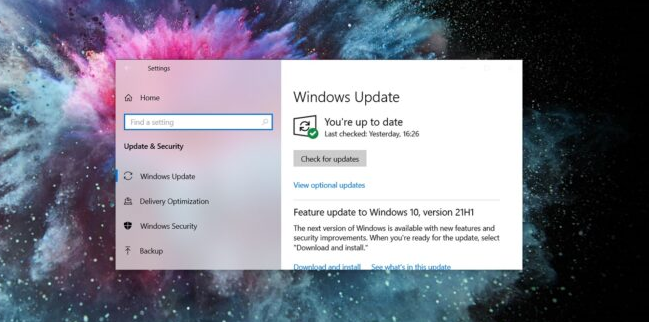 Settings
Home
Find a setting
Update & Security
Windows Update
Delivery Optimization
Windows Security
Backup
Windows Update
You're up to date
Last checked: Yesterday, 16:26
Check for updates
View optional updates
Feature update to Windows 10, version 21H1
The next version of Windows is available with new features and
security improvements. When you're ready for the update, select
"Download and install."
Download and install See what's in this update